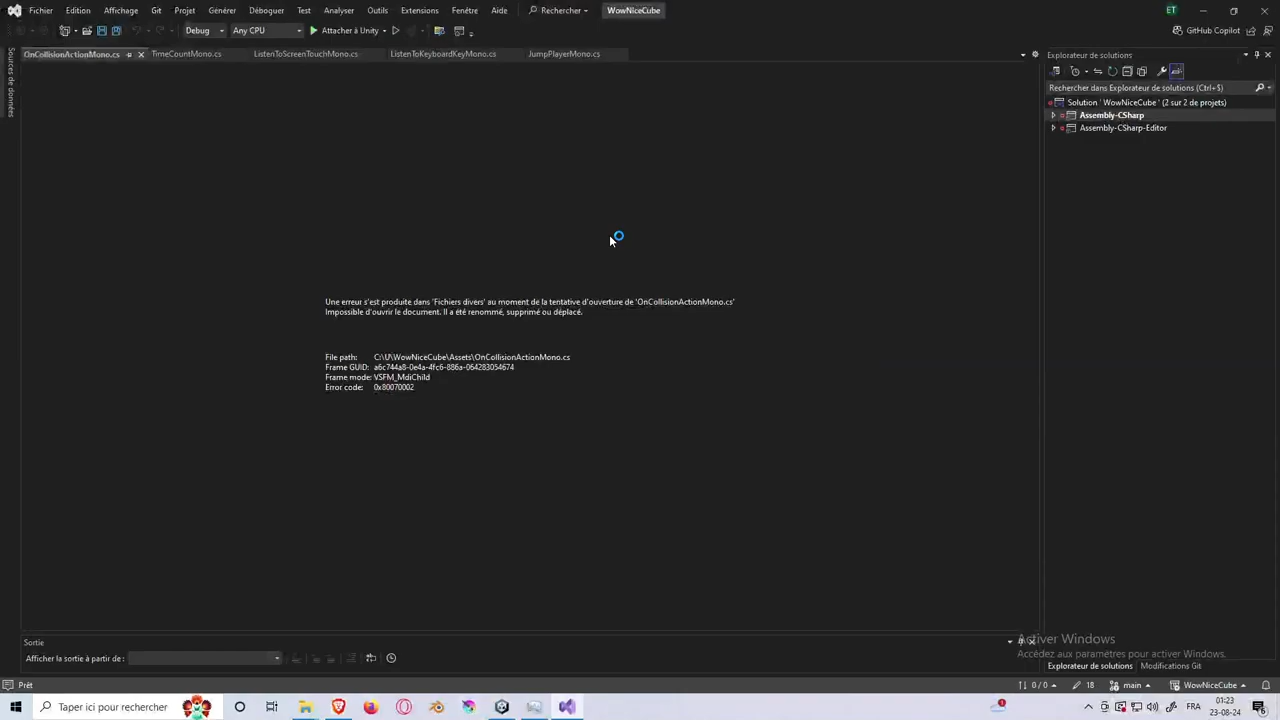 Fichier Edition Affichage Git Projet Générer Déboguer Test Analyser Outils Extensions Fenêtre Aide Rechercher WowNiceCube ET
Debug Any CPU Attacher à Unity GitHub Copilot
Sources de données
OnCollisionActionMono.cs TimeCountMono.cs ListenToScreenTouchMono.cs ListenToKeyboardKeyMono.cs JumpPlayerMono.cs
Explorateur de solutions
Rechercher dans Explorateur de solutions (Ctrl+$)
Solution ' WowNiceCube ' (2 sur 2 de projets)
Assembly-CSharp
Assembly-CSharp-Editor
Une erreur s'est produite dans 'Fichiers divers' au moment de la tentative d'ouverture de 'OnCollisionActionMono.cs'
Impossible d'ouvrir le document. Il a été renommé, supprimé ou déplacé.
File path: C:\U\WowNiceCube\Assets\OnCollisionActionMono.cs
Frame GUID: a6c744a8-0e4a-4fc6-886a-064283054674
Frame mode: VSFM_MdiChild
Error code: 0x80070002
Sortie
Afficher la sortie à partir de :
Activer Windows
Accédez aux paramètres pour activer Windows.
Explorateur de solutions Modifications Git
Prêt 0 / 0 18 main WowNiceCube
Taper ici pour rechercher 1 FRA 01:23 23-08-24 6